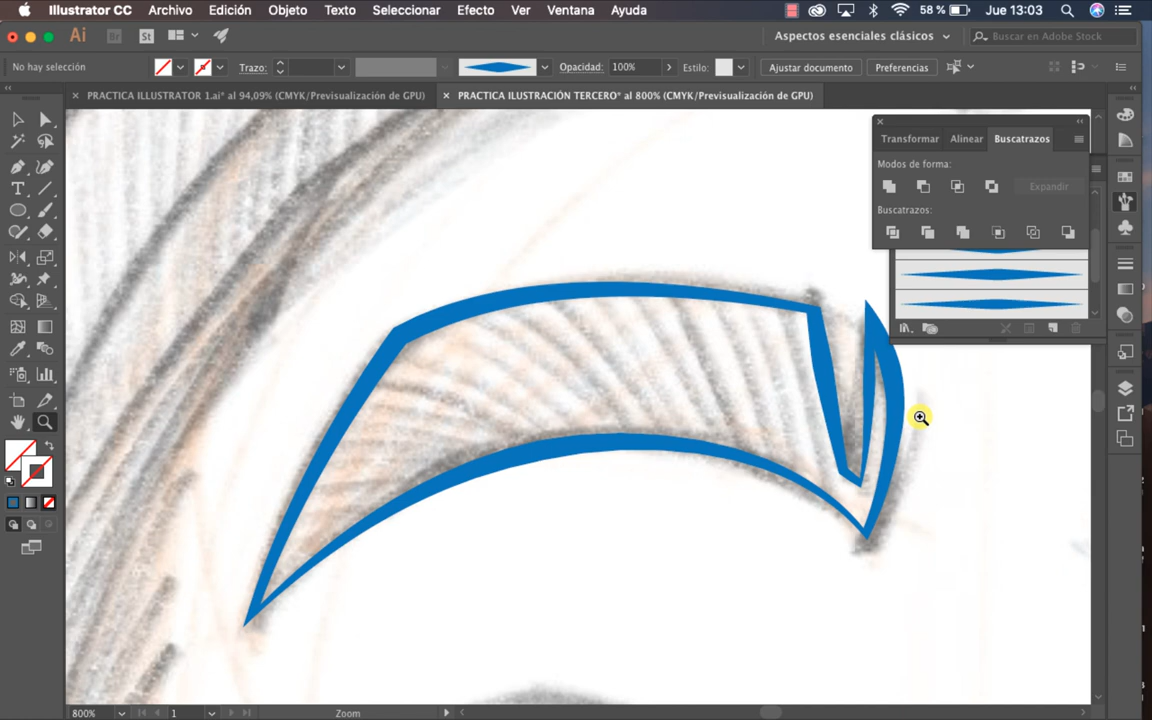 Illustrator CC Archivo Edición Objeto Texto Seleccionar Efecto Ver Ventana Ayuda 58 % Jue 13:03
Ai Br St Aspectos esenciales clásicos Buscar en Adobe Stock
No hay selección Trazo: Opacidad: 100% Estilo: Ajustar documento Preferencias
× PRACTICA ILLUSTRATOR 1.ai* al 94,09% (CMYK/Previsualización de GPU) × PRACTICA ILUSTRACIÓN TERCERO* al 800% (CMYK/Previsualización de GPU)
Transformar Alinear Buscatrazos
Modos de forma:
Expandir
Buscatrazos:
800% 1 Zoom